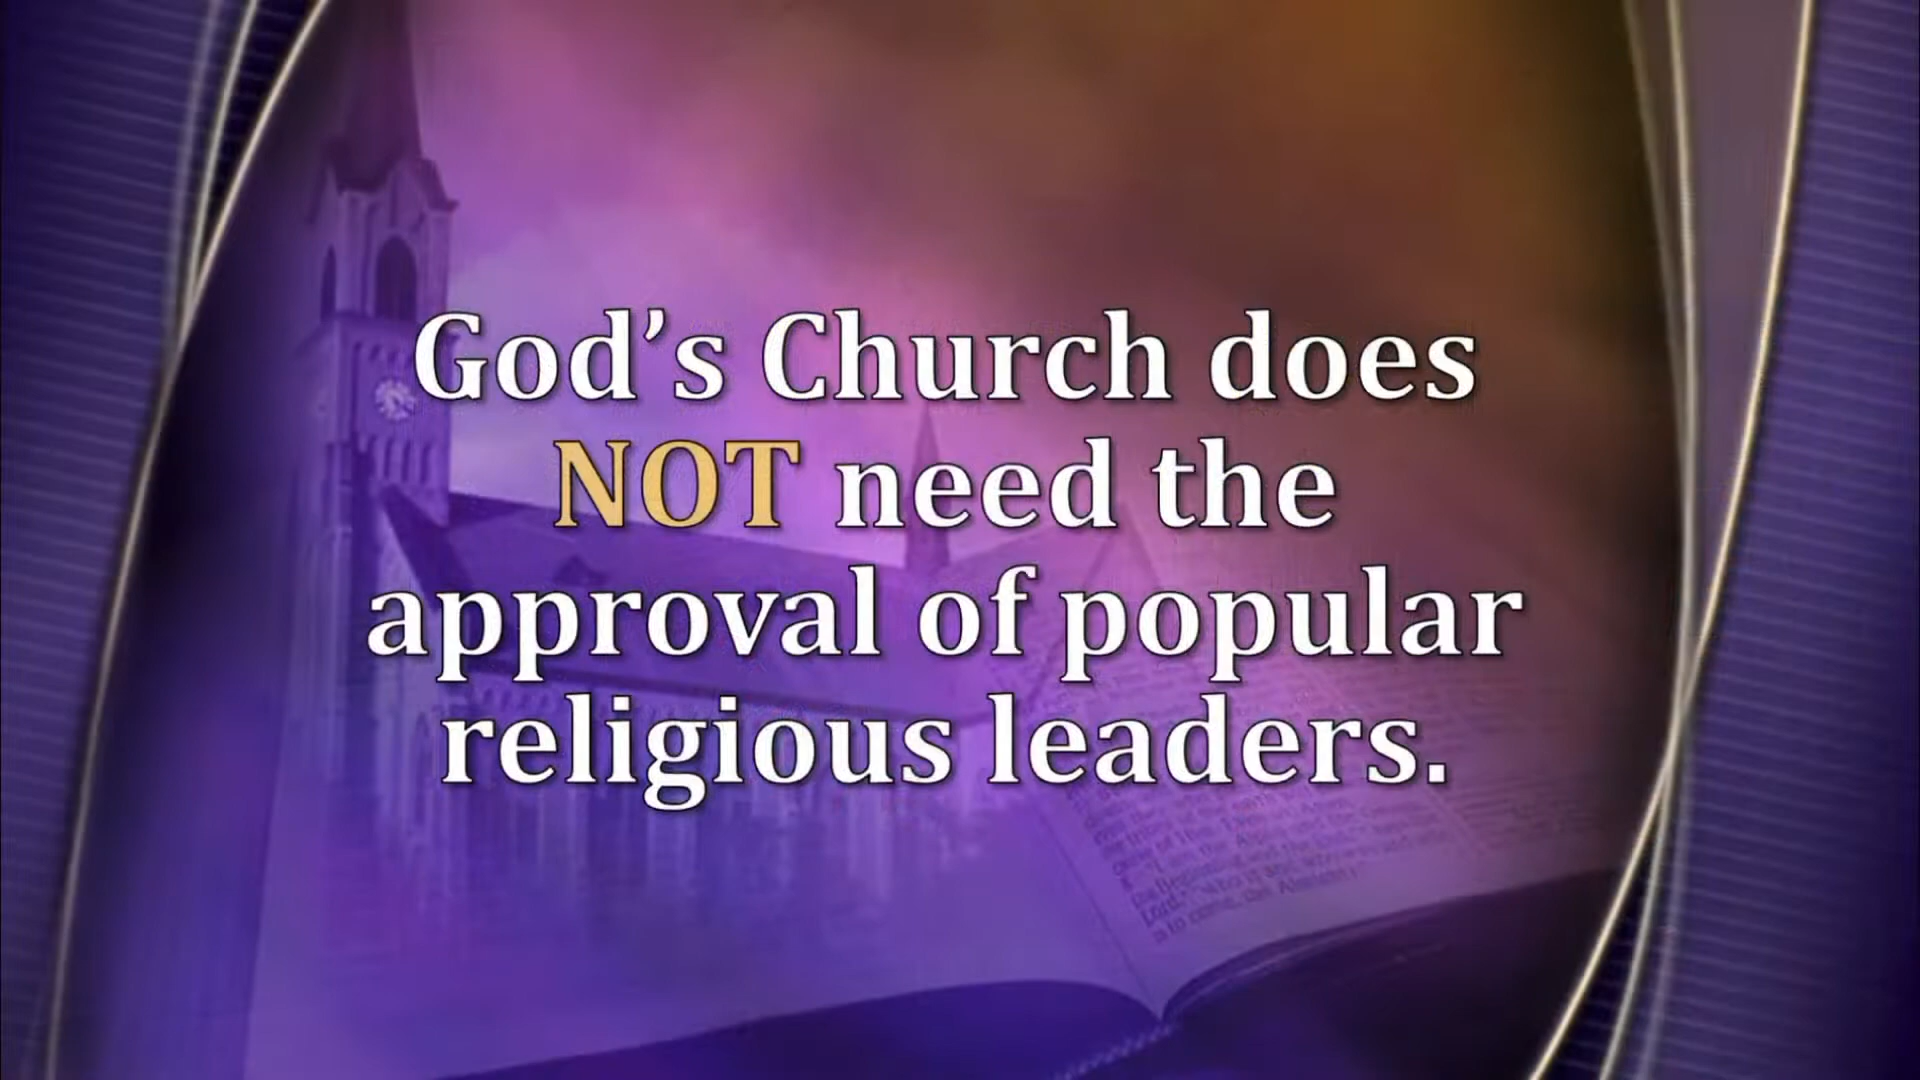 God’s Church does
NOT need the
approval of popular
religious leaders.